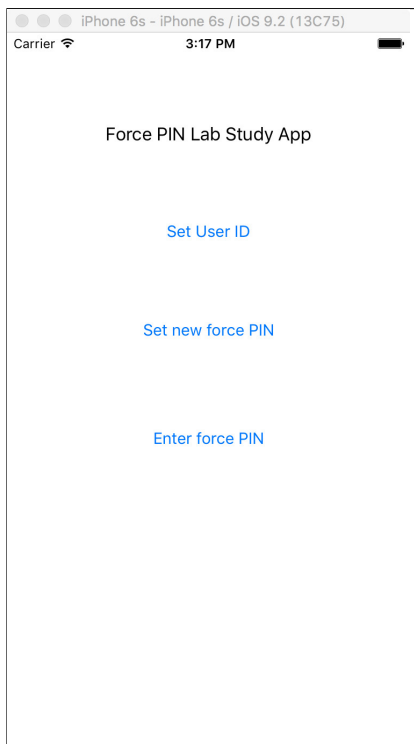 iPhone 6s - iPhone 6s / iOS 9.2 (13C75)
Carrier 3:17 PM
Force PIN Lab Study App
Set User ID
Set new force PIN
Enter force PIN